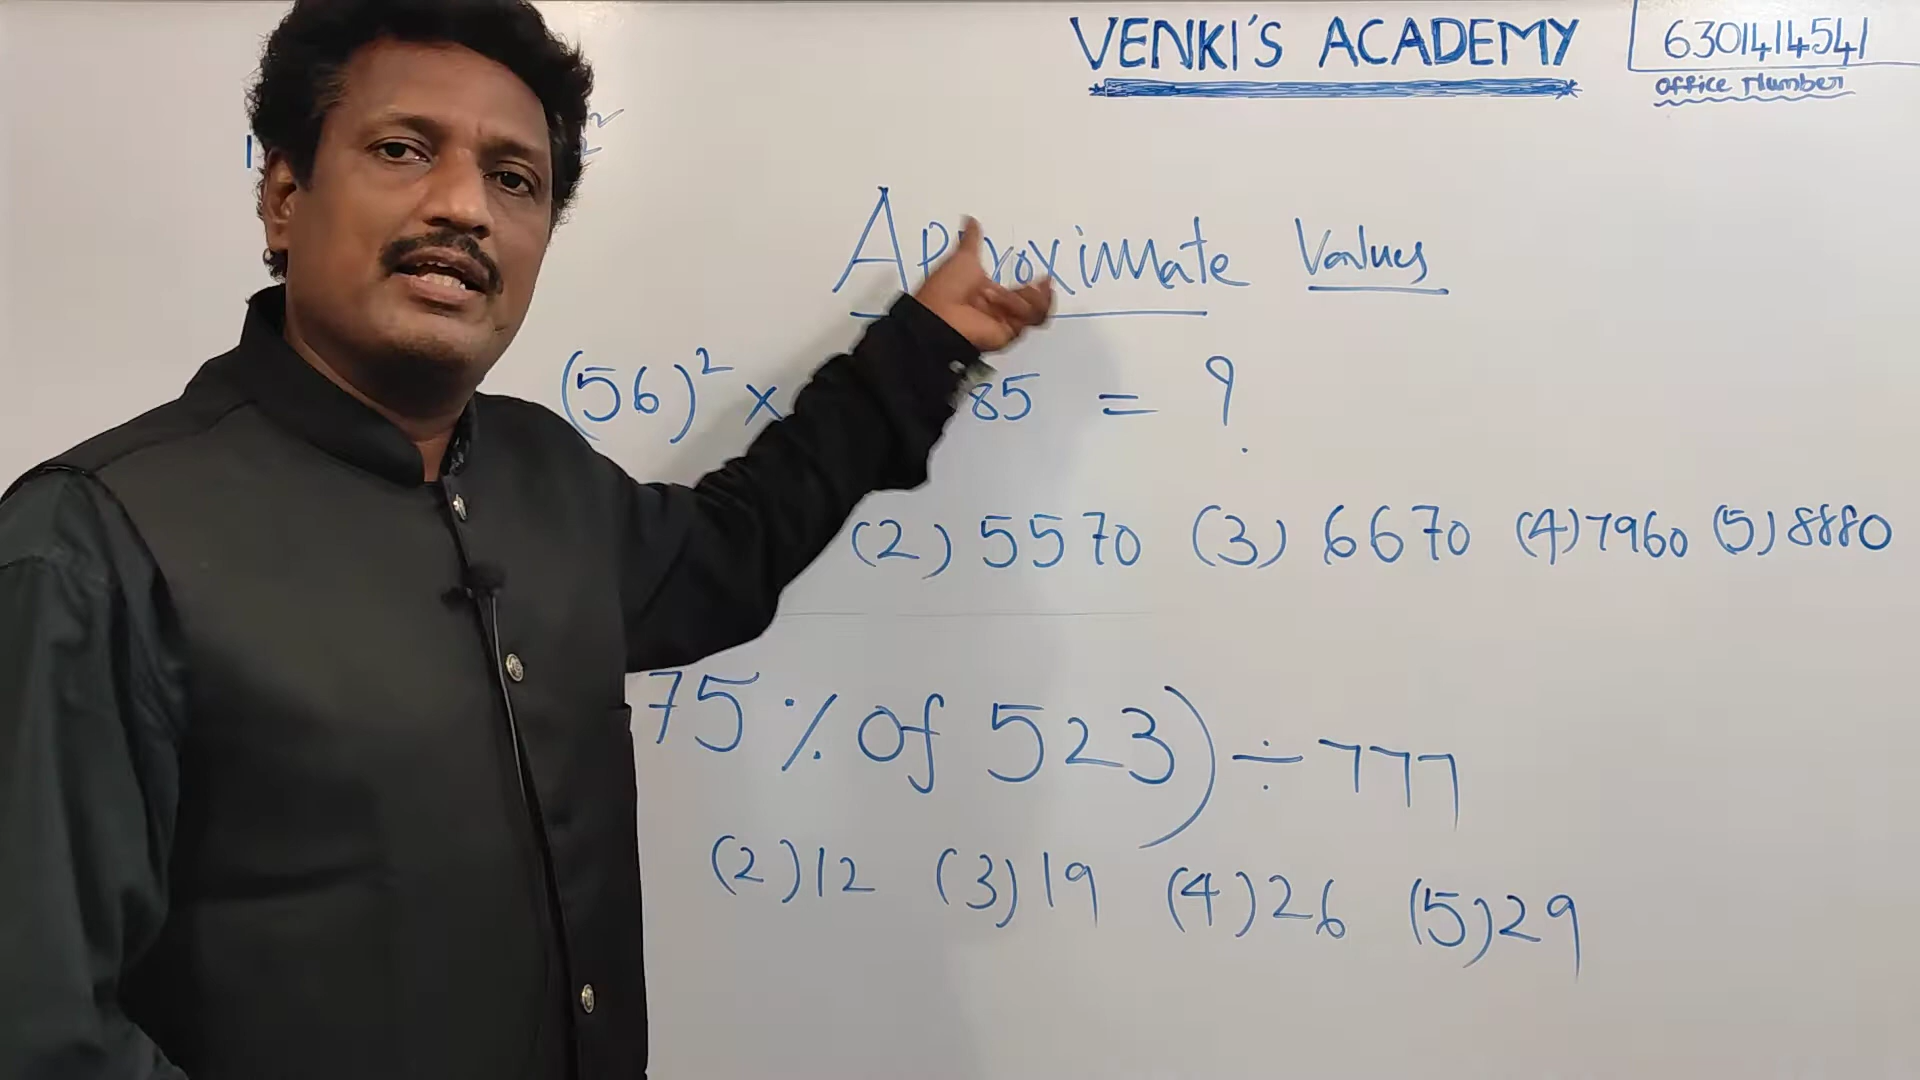 VENKI'S ACADEMY
6301414541
office Number
Approximate Values
(56)² × 85 = ?
(2) 5570 (3) 6670 (4) 7960 (5) 8880
75% of 523) ÷ 777
(2) 12 (3) 19 (4) 26 (5) 29